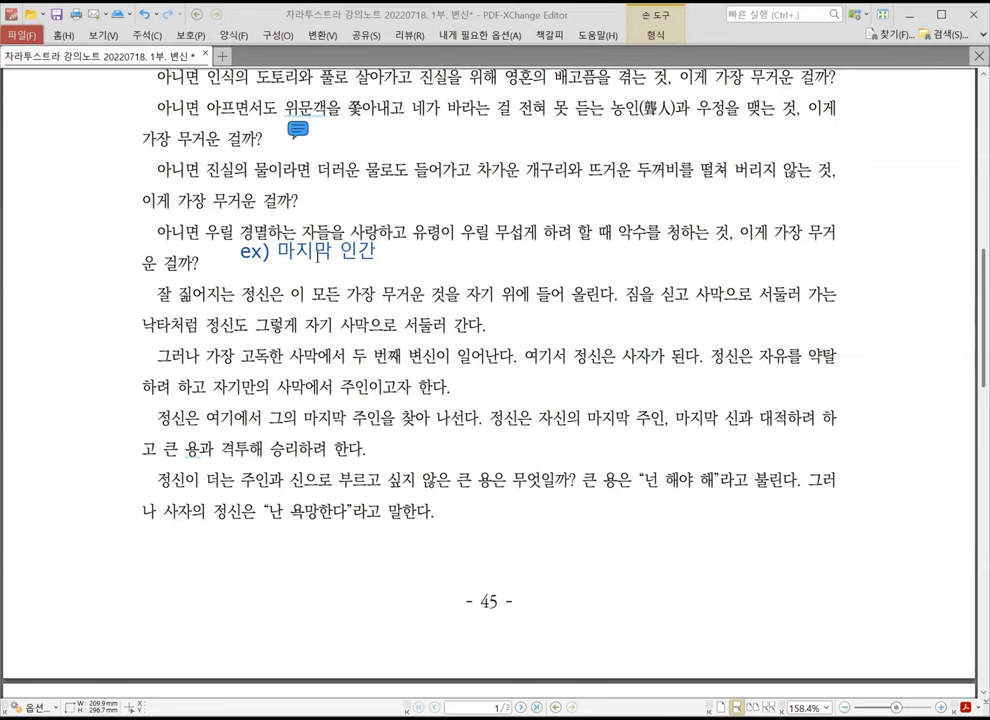 자라투스트라 강의노트 20220718. 1부. 변신* - PDF-XChange Editor
손 도구
빠른 실행 (Ctrl+.)
파일(F) 홈(H) 보기(V) 주석(C) 보호(P) 양식(F) 구성(O) 변환(V) 공유(S) 리뷰(R) 내게 필요한 옵션(A) 책갈피 도움말(H) 형식 찾기(F)... 검색(S)...
자라투스트라 강의노트 20220718. 1부. 변신 *
아니면 인식의 도토리와 풀로 살아가고 진실을 위해 영혼의 배고픔을 겪는 것, 이게 가장 무거운 걸까?
아니면 아프면서도 위문객을 쫓아내고 네가 바라는 걸 전혀 못 듣는 농인(聾人)과 우정을 맺는 것, 이게
가장 무거운 걸까?
아니면 진실의 물이라면 더러운 물로도 들어가고 차가운 개구리와 뜨거운 두꺼비를 떨쳐 버리지 않는 것,
이게 가장 무거운 걸까?
아니면 우릴 경멸하는 자들을 사랑하고 유령이 우릴 무섭게 하려 할 때 악수를 청하는 것, 이게 가장 무거
ex) 마지막 인간
운 걸까?
잘 짊어지는 정신은 이 모든 가장 무거운 것을 자기 위에 들어 올린다. 짐을 싣고 사막으로 서둘러 가는
낙타처럼 정신도 그렇게 자기 사막으로 서둘러 간다.
그러나 가장 고독한 사막에서 두 번째 변신이 일어난다. 여기서 정신은 사자가 된다. 정신은 자유를 약탈
하려 하고 자기만의 사막에서 주인이고자 한다.
정신은 여기에서 그의 마지막 주인을 찾아 나선다. 정신은 자신의 마지막 주인, 마지막 신과 대적하려 하
고 큰 용과 격투해 승리하려 한다.
정신이 더는 주인과 신으로 부르고 싶지 않은 큰 용은 무엇일까? 큰 용은 “넌 해야 해”라고 불린다. 그러
나 사자의 정신은 “난 욕망한다”라고 말한다.
- 45 -
옵션... W: 209.9mm H: 296.7mm X: Y: 1/2 158.4%